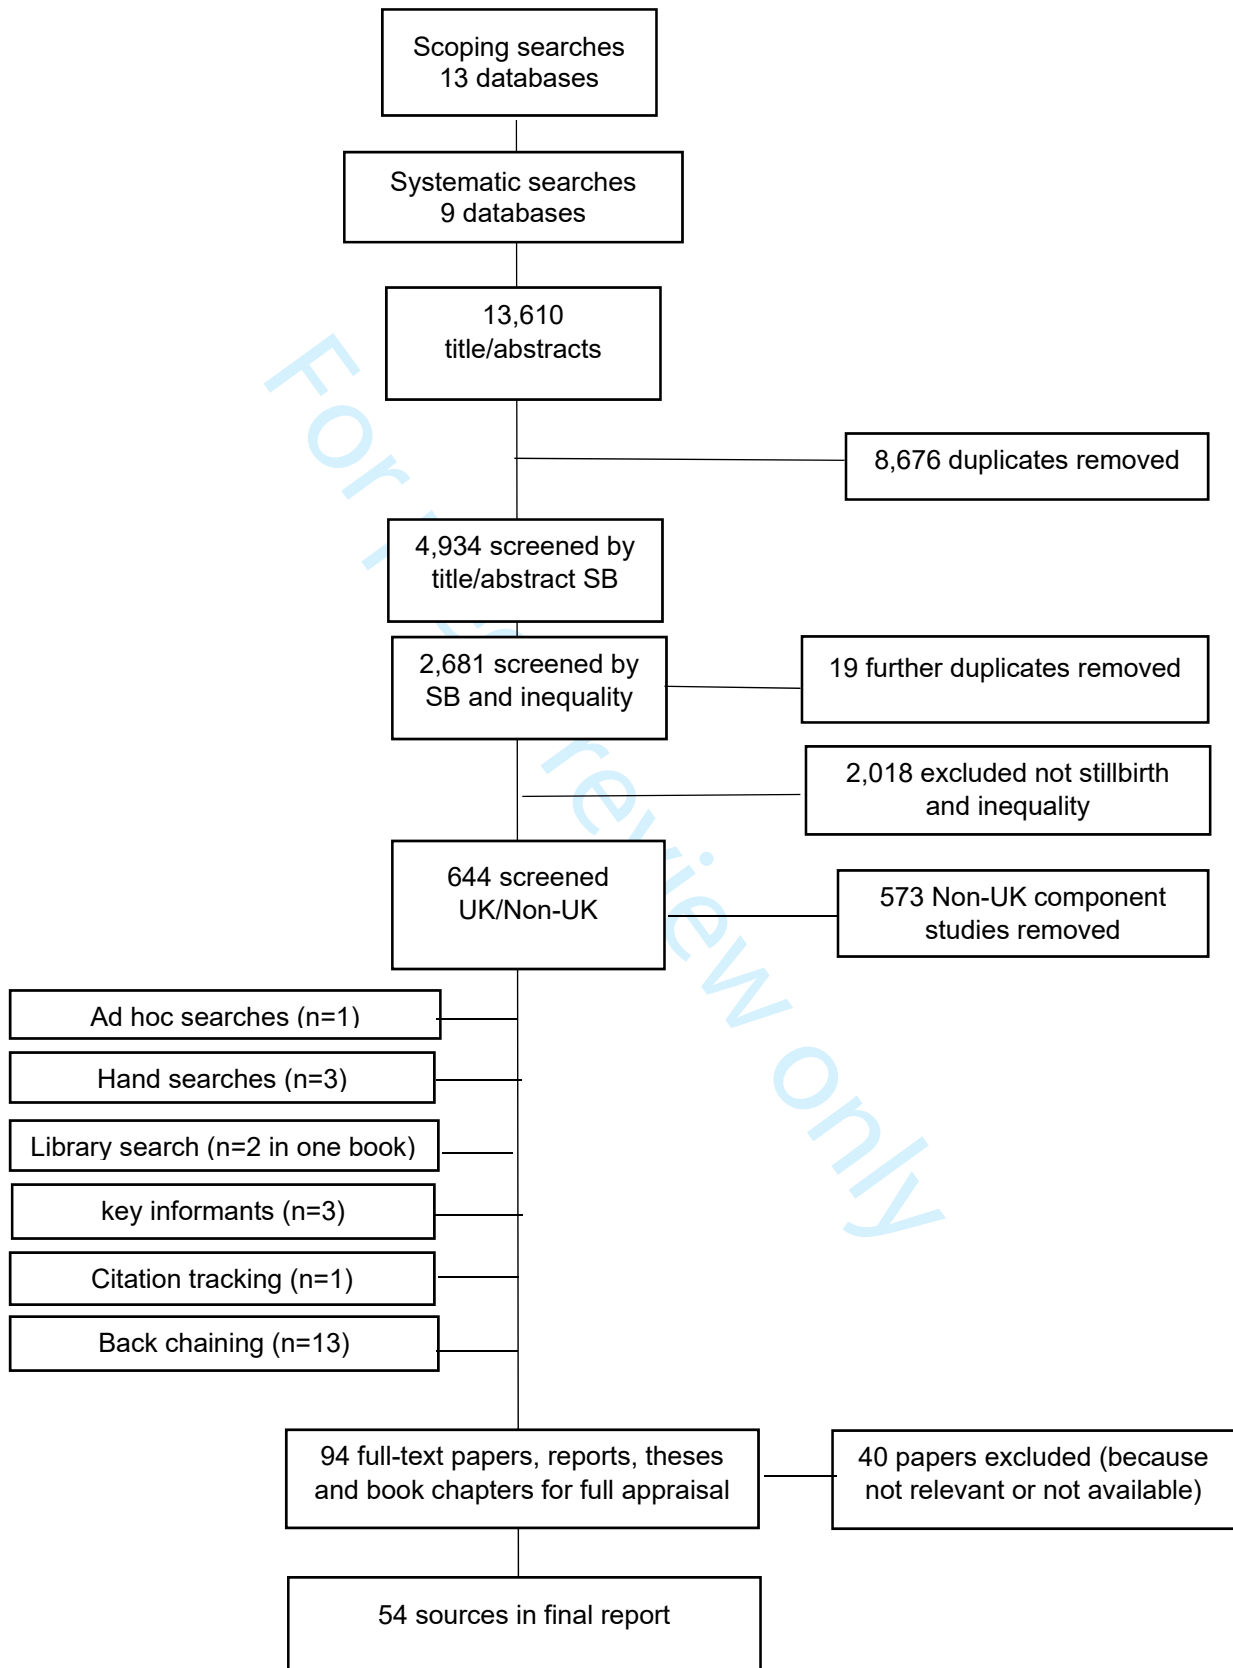 Scoping searches
13 databases
Systematic searches
9 databases
13,610
title/abstracts
8,676 duplicates removed
4,934 screened by
title/abstract SB
2,681 screened by
SB and inequality
19 further duplicates removed
2,018 excluded not stillbirth
and inequality
644 screened
UK/Non-UK
573 Non-UK component
studies removed
Ad hoc searches (n=1)
Hand searches (n=3)
Library search (n=2 in one book)
key informants (n=3)
Citation tracking (n=1)
Back chaining (n=13)
94 full-text papers, reports, theses
and book chapters for full appraisal
40 papers excluded (because
not relevant or not available)
54 sources in final report
For peer review only